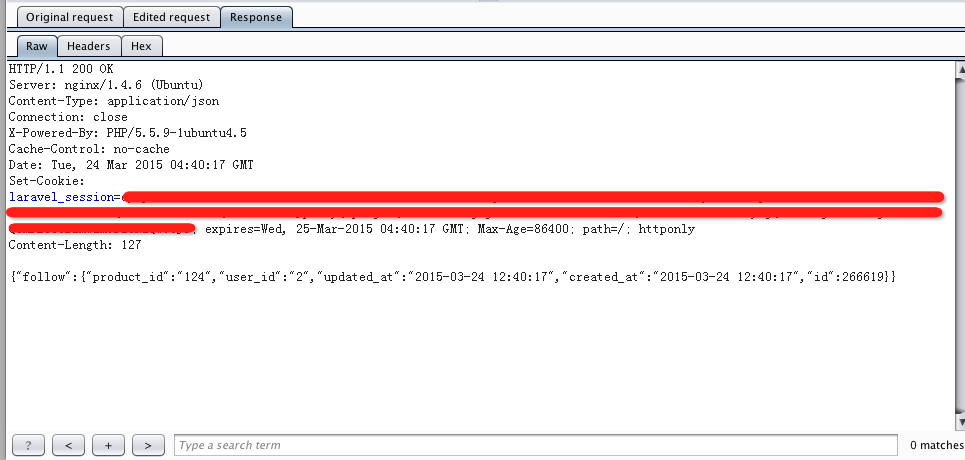 Original request Edited request Response
Raw Headers Hex
HTTP/1.1 200 OK
Server: nginx/1.4.6 (Ubuntu)
Content-Type: application/json
Connection: close
X-Powered-By: PHP/5.5.9-1ubuntu4.5
Cache-Control: no-cache
Date: Tue, 24 Mar 2015 04:40:17 GMT
Set-Cookie:
laravel_session=
; expires=Wed, 25-Mar-2015 04:40:17 GMT; Max-Age=86400; path=/; httponly
Content-Length: 127
{"follow":{"product_id":"124","user_id":"2","updated_at":"2015-03-24 12:40:17","created_at":"2015-03-24 12:40:17","id":266619}}
? < + > Type a search term 0 matches